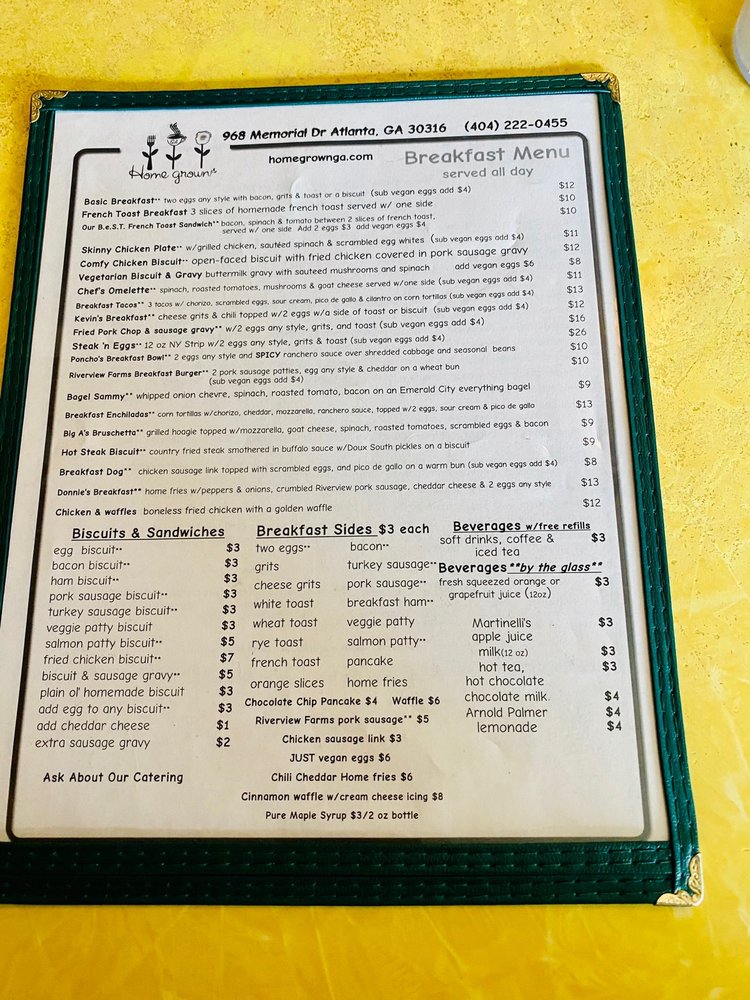 968 Memorial Dr Atlanta, GA 30316 (404) 222-0455
Home grown
homegrownga.com
Breakfast Menu
served all day
Basic Breakfast** two eggs any style with bacon, grits & toast or a biscuit (sub vegan eggs add $4) $12
French Toast Breakfast 3 slices of homemade french toast served w/ one side $10
Our B.e.S.T. French Toast Sandwich** bacon, spinach & tomato between 2 slices of french toast, $10
served w/ one side Add 2 eggs $3 add vegan eggs $4
Skinny Chicken Plate** w/grilled chicken, sautéed spinach & scrambled egg whites (sub vegan eggs add $4) $11
Comfy Chicken Biscuit** open-faced biscuit with fried chicken covered in pork sausage gravy $12
Vegetarian Biscuit & Gravy buttermilk gravy with sauteed mushrooms and spinach add vegan eggs $6 $8
Chef's Omelette** spinach, roasted tomatoes, mushrooms & goat cheese served w/one side (sub vegan eggs add $4) $11
Breakfast Tacos** 3 tacos w/ chorizo, scrambled eggs, sour cream, pico de gallo & cilantro on corn tortillas (sub vegan eggs add $4) $13
Kevin's Breakfast** cheese grits & chili topped w/2 eggs w/a side of toast or biscuit (sub vegan eggs add $4) $12
Fried Pork Chop & sausage gravy** w/2 eggs any style, grits, and toast (sub vegan eggs add $4) $16
Steak 'n Eggs** 12 oz NY Strip w/2 eggs any style, grits & toast (sub vegan eggs add $4) $26
Poncho's Breakfast Bowl** 2 eggs any style and SPICY ranchero sauce over shredded cabbage and seasonal beans $10
Riverview Farms Breakfast Burger** 2 pork sausage patties, egg any style & cheddar on a wheat bun $10
(sub vegan eggs add $4)
Bagel Sammy** whipped onion chevre, spinach, roasted tomato, bacon on an Emerald City everything bagel $9
Breakfast Enchiladas** corn tortillas w/chorizo, cheddar, mozzarella, ranchero sauce, topped w/2 eggs, sour cream & pico de gallo $13
Big A's Bruschetta** grilled hoagie topped w/mozzarella, goat cheese, spinach, roasted tomatoes, scrambled eggs & bacon $9
Hot Steak Biscuit** country fried steak smothered in buffalo sauce w/Doux South pickles on a biscuit $9
Breakfast Dog** chicken sausage link topped with scrambled eggs, and pico de gallo on a warm bun (sub vegan eggs add $4) $8
Donnie's Breakfast** home fries w/peppers & onions, crumbled Riverview pork sausage, cheddar cheese & 2 eggs any style $13
Chicken & waffles boneless fried chicken with a golden waffle $12
Biscuits & Sandwiches
egg biscuit** $3
bacon biscuit** $3
ham biscuit** $3
pork sausage biscuit** $3
turkey sausage biscuit** $3
veggie patty biscuit $3
salmon patty biscuit** $5
fried chicken biscuit** $7
biscuit & sausage gravy** $5
plain ol' homemade biscuit $3
add egg to any biscuit** $3
add cheddar cheese $1
extra sausage gravy $2
Ask About Our Catering
Breakfast Sides $3 each
two eggs** bacon**
grits turkey sausage**
cheese grits pork sausage**
white toast breakfast ham**
wheat toast veggie patty
rye toast salmon patty**
french toast pancake
orange slices home fries
Chocolate Chip Pancake $4 Waffle $6
Riverview Farms pork sausage** $5
Chicken sausage link $3
JUST vegan eggs $6
Chili Cheddar Home fries $6
Cinnamon waffle w/cream cheese icing $8
Pure Maple Syrup $3/2 oz bottle
Beverages w/free refills
soft drinks, coffee & $3
iced tea
Beverages **by the glass**
fresh squeezed orange or $3
grapefruit juice (12oz)
Martinelli's $3
apple juice
milk(12 oz) $3
hot tea, $3
hot chocolate
chocolate milk $4
Arnold Palmer $4
lemonade $4